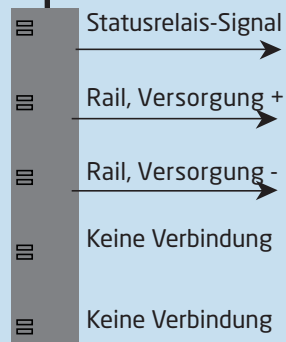 Statusrelais-Signal
Rail, Versorgung +
Rail, Versorgung -
Keine Verbindung
Keine Verbindung